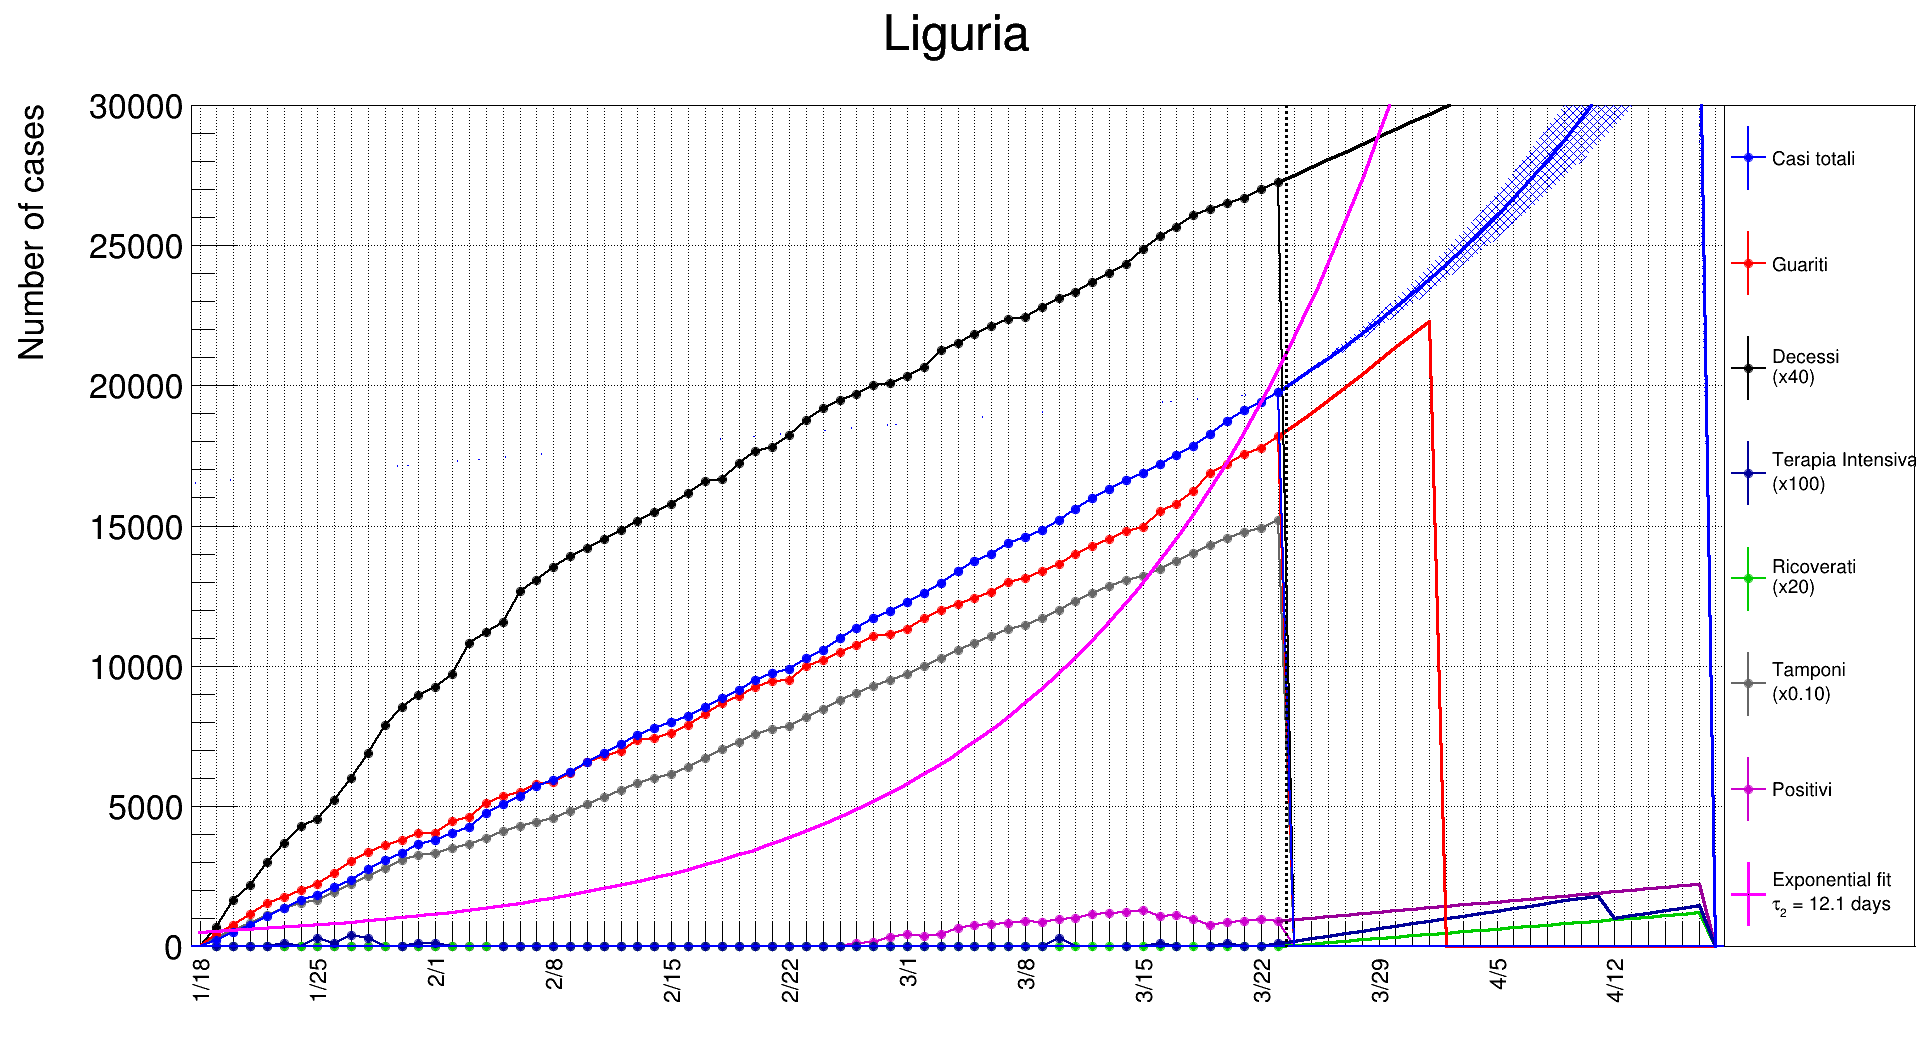 Liguria
Number of cases
30000
25000
20000
15000
10000
5000
0
1/18
1/25
2/1
2/8
2/15
2/22
3/1
3/8
3/15
3/22
3/29
4/5
4/12
Casi totali
Guariti
Decessi
(x40)
Terapia Intensiva
(x100)
Ricoverati
(x20)
Tamponi
(x0.10)
Positivi
Exponential fit
τ₂ = 12.1 days